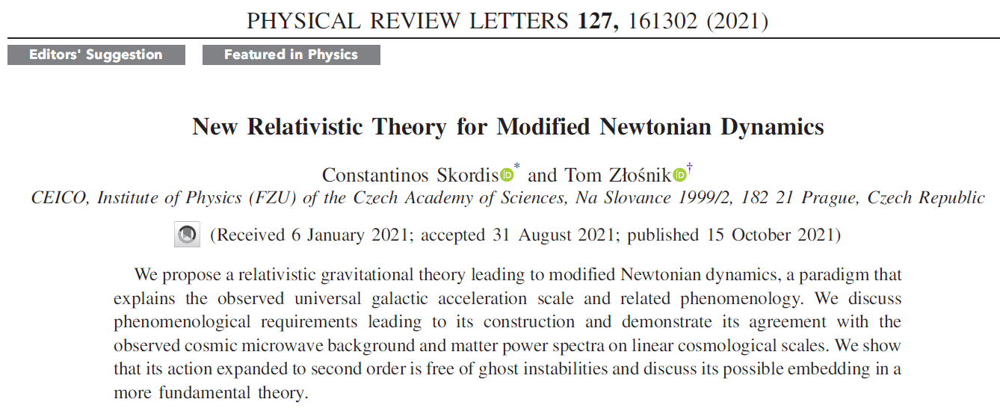 PHYSICAL REVIEW LETTERS 127, 161302 (2021)
Editors' Suggestion Featured in Physics
New Relativistic Theory for Modified Newtonian Dynamics
Constantinos Skordis iD * and Tom Złośnik iD †
CEICO, Institute of Physics (FZU) of the Czech Academy of Sciences, Na Slovance 1999/2, 182 21 Prague, Czech Republic
(Received 6 January 2021; accepted 31 August 2021; published 15 October 2021)
We propose a relativistic gravitational theory leading to modified Newtonian dynamics, a paradigm that
explains the observed universal galactic acceleration scale and related phenomenology. We discuss
phenomenological requirements leading to its construction and demonstrate its agreement with the
observed cosmic microwave background and matter power spectra on linear cosmological scales. We show
that its action expanded to second order is free of ghost instabilities and discuss its possible embedding in a
more fundamental theory.